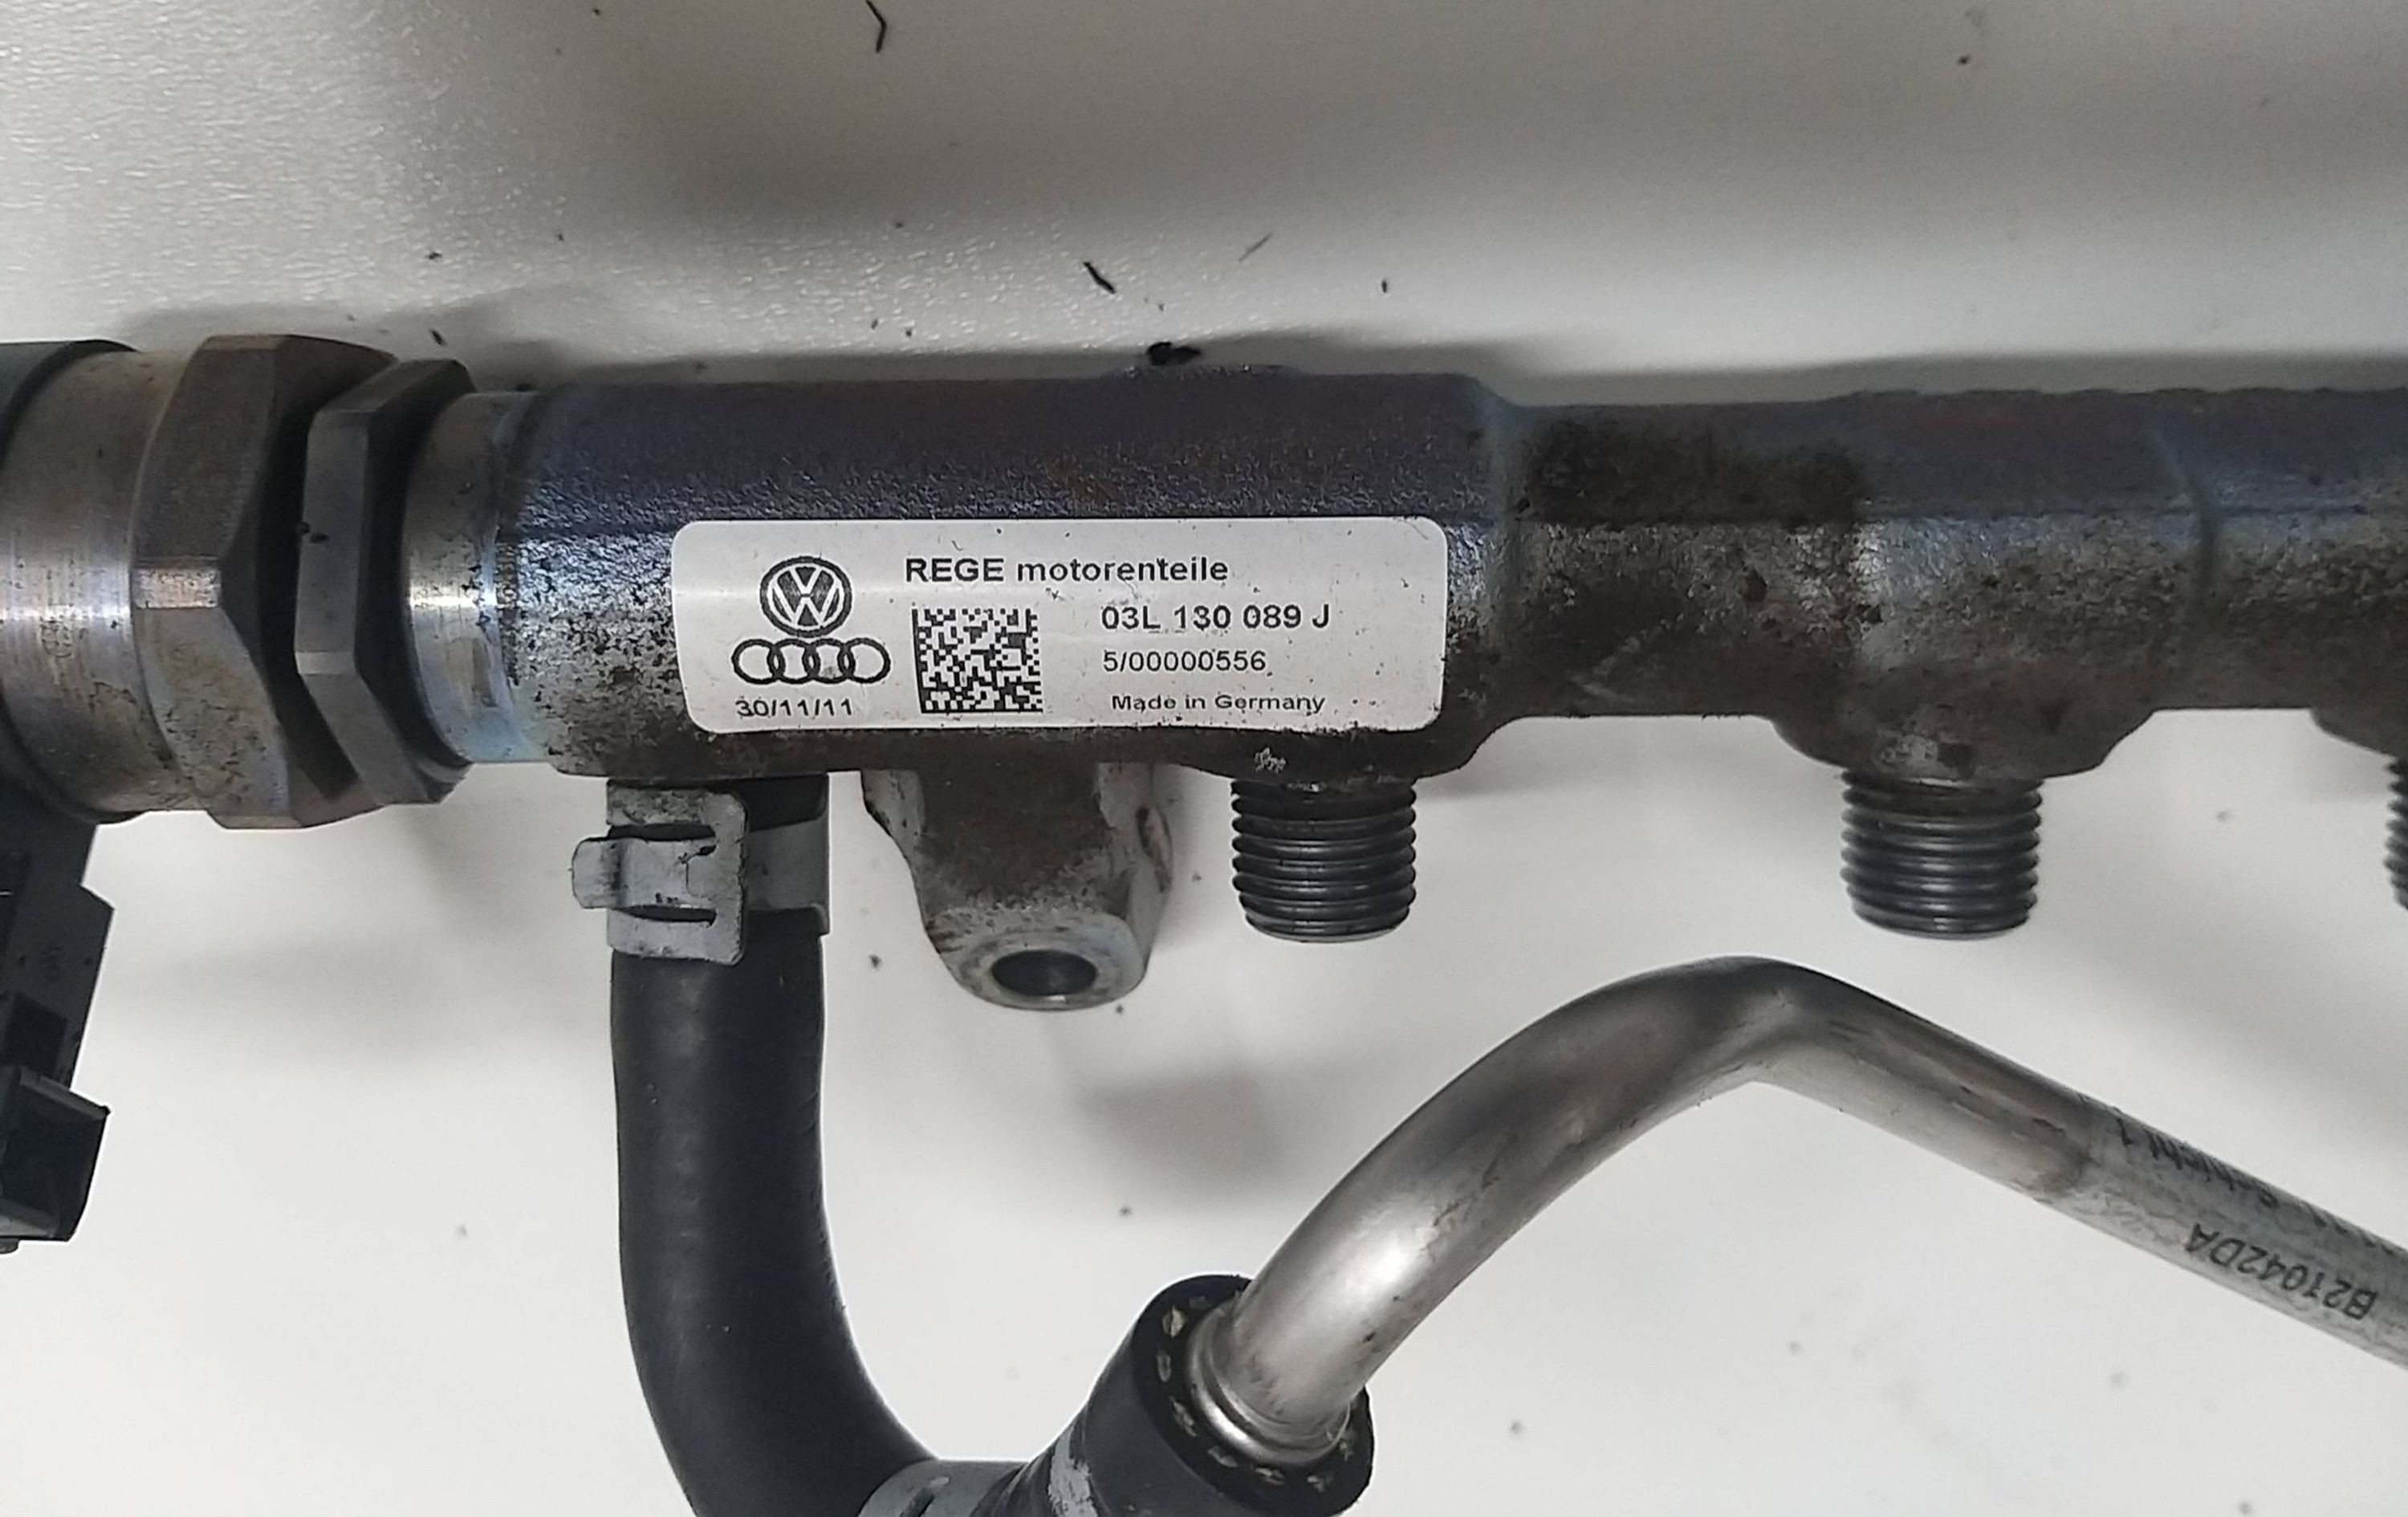 REGE motorenteile
03L 130 089 J
5/00000556
30/11/11
Made in Germany
B21042DA